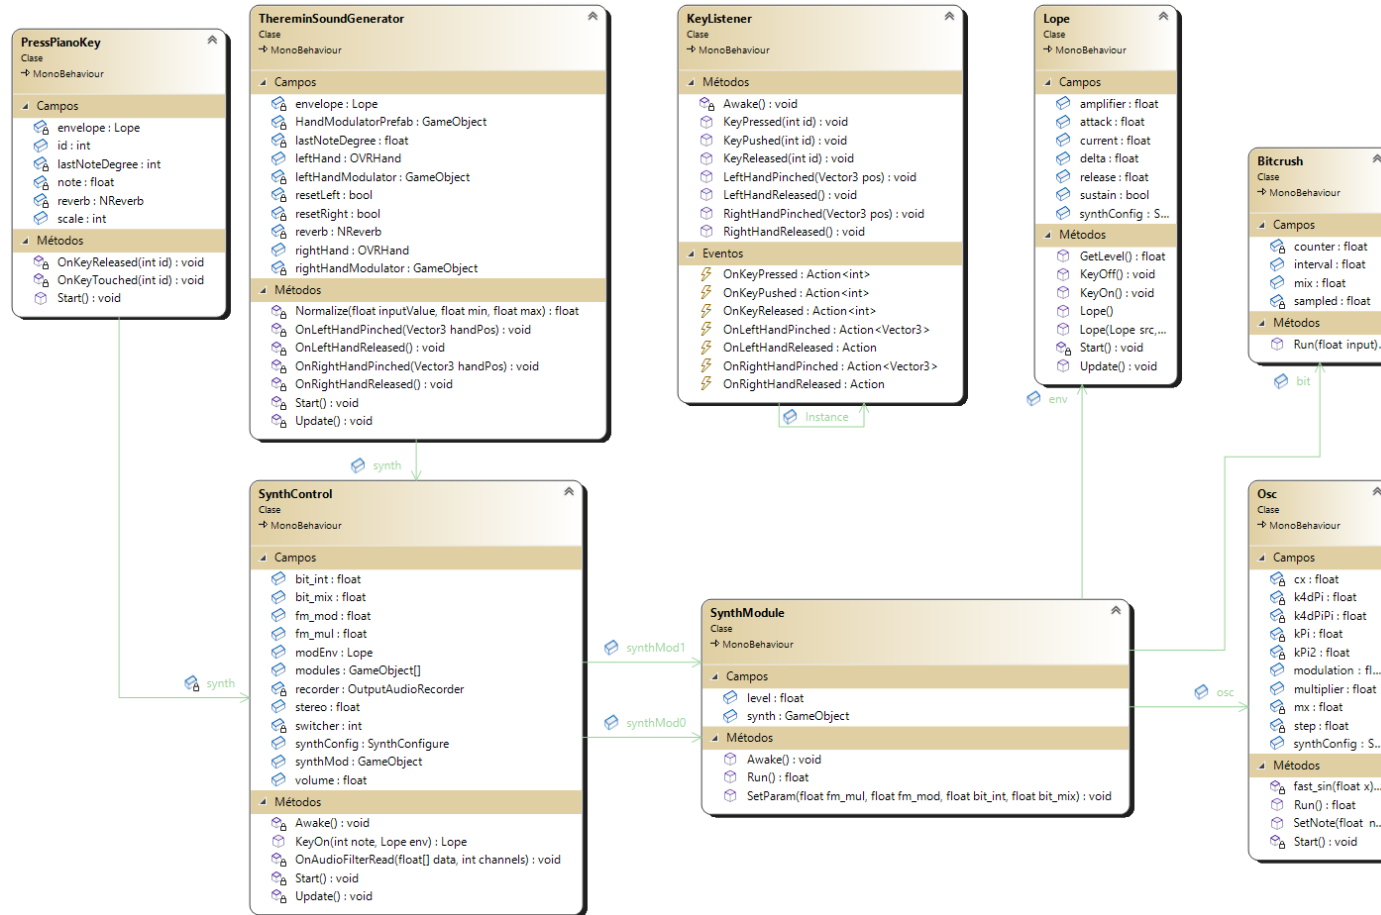 PressPianoKey
Clase
MonoBehaviour
Campos
envelope : Lope
id : int
lastNoteDegree : int
note : float
reverb : NReverb
scale : int
Métodos
OnKeyReleased(int id) : void
OnKeyTouched(int id) : void
Start() : void
ThereminSoundGenerator
Clase
MonoBehaviour
Campos
envelope : Lope
HandModulatorPrefab : GameObject
lastNoteDegree : float
leftHand : OVRHand
leftHandModulator : GameObject
resetLeft : bool
resetRight : bool
reverb : NReverb
rightHand : OVRHand
rightHandModulator : GameObject
Métodos
Normalize(float inputValue, float min, float max) : float
OnLeftHandPinched(Vector3 handPos) : void
OnLeftHandReleased() : void
OnRightHandPinched(Vector3 handPos) : void
OnRightHandReleased() : void
Start() : void
Update() : void
KeyListener
Clase
MonoBehaviour
Métodos
Awake() : void
KeyPressed(int id) : void
KeyPushed(int id) : void
KeyReleased(int id) : void
LeftHandPinched(Vector3 pos) : void
LeftHandReleased() : void
RightHandPinched(Vector3 pos) : void
RightHandReleased() : void
Eventos
OnKeyPressed : Action<int>
OnKeyPushed : Action<int>
OnKeyReleased : Action<int>
OnLeftHandPinched : Action<Vector3>
OnLeftHandReleased : Action
OnRightHandPinched : Action<Vector3>
OnRightHandReleased : Action
Instance
Lope
Clase
MonoBehaviour
Campos
amplifier : float
attack : float
current : float
delta : float
release : float
sustain : bool
synthConfig : S...
Métodos
GetLevel() : float
KeyOff() : void
KeyOn() : void
Lope()
Lope(Lope src,...
Start() : void
Update() : void
env
Bitcrush
Clase
MonoBehaviour
Campos
counter : float
interval : float
mix : float
sampled : float
Métodos
Run(float input)...
bit
synth
synth
SynthControl
Clase
MonoBehaviour
Campos
bit_int : float
bit_mix : float
fm_mod : float
fm_mul : float
modEnv : Lope
modules : GameObject[]
recorder : OutputAudioRecorder
stereo : float
switcher : int
synthConfig : SynthConfigure
synthMod : GameObject
volume : float
Métodos
Awake() : void
KeyOn(int note, Lope env) : Lope
OnAudioFilterRead(float[] data, int channels) : void
Start() : void
Update() : void
synthMod1
synthMod0
SynthModule
Clase
MonoBehaviour
Campos
level : float
synth : GameObject
Métodos
Awake() : void
Run() : float
SetParam(float fm_mul, float fm_mod, float bit_int, float bit_mix) : void
osc
Osc
Clase
MonoBehaviour
Campos
cx : float
k4dPi : float
k4dPiPi : float
kPi : float
kPi2 : float
modulation : fl...
multiplier : float
mx : float
step : float
synthConfig : S...
Métodos
fast_sin(float x)...
Run() : float
SetNote(float n...
Start() : void